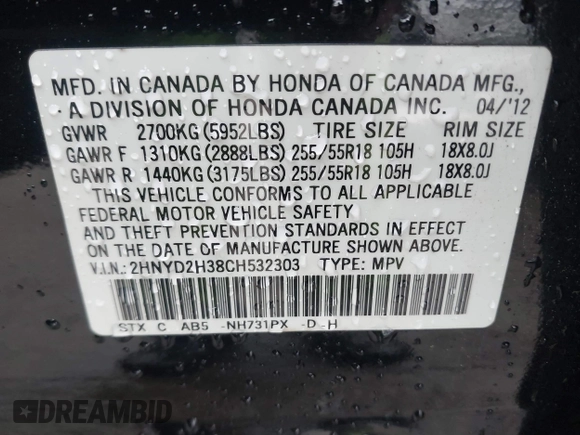 MFD. IN CANADA BY HONDA OF CANADA MFG.,
A DIVISION OF HONDA CANADA INC. 04/'12
GVWR 2700KG (5952LBS) TIRE SIZE RIM SIZE
GAWR F 1310KG (2888LBS) 255/55R18 105H 18X8.0J
GAWR R 1440KG (3175LBS) 255/55R18 105H 18X8.0J
THIS VEHICLE CONFORMS TO ALL APPLICABLE
FEDERAL MOTOR VEHICLE SAFETY
AND THEFT PREVENTION STANDARDS IN EFFECT
ON THE DATE OF MANUFACTURE SHOWN ABOVE.
V.I.N.: 2HNYD2H38CH532303 TYPE: MPV
STX C AB5 -NH731PX -D -H
DREAMBID